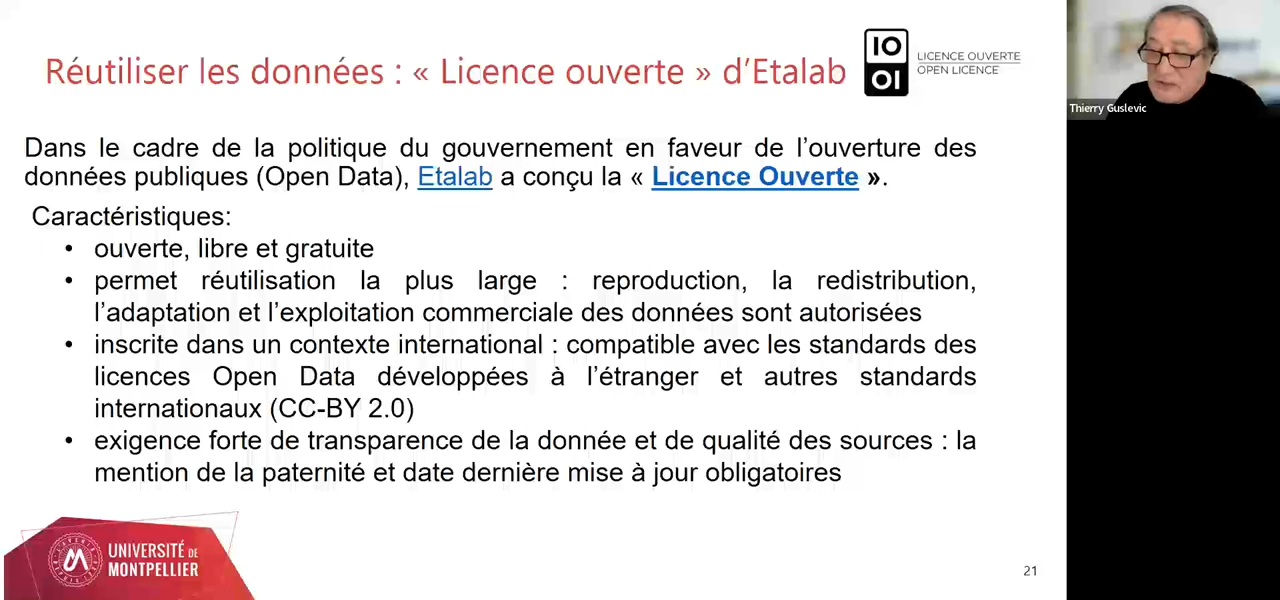 Réutiliser les données : « Licence ouverte » d’Etalab
IO
OI
LICENCE OUVERTE
OPEN LICENCE
Thierry Guslevic
Dans le cadre de la politique du gouvernement en faveur de l’ouverture des
données publiques (Open Data), Etalab a conçu la « Licence Ouverte ».
Caractéristiques:
• ouverte, libre et gratuite
• permet réutilisation la plus large : reproduction, la redistribution,
l’adaptation et l’exploitation commerciale des données sont autorisées
• inscrite dans un contexte international : compatible avec les standards des
licences Open Data développées à l’étranger et autres standards
internationaux (CC-BY 2.0)
• exigence forte de transparence de la donnée et de qualité des sources : la
mention de la paternité et date dernière mise à jour obligatoires
UNIVERSITÉ DE
MONTPELLIER
21